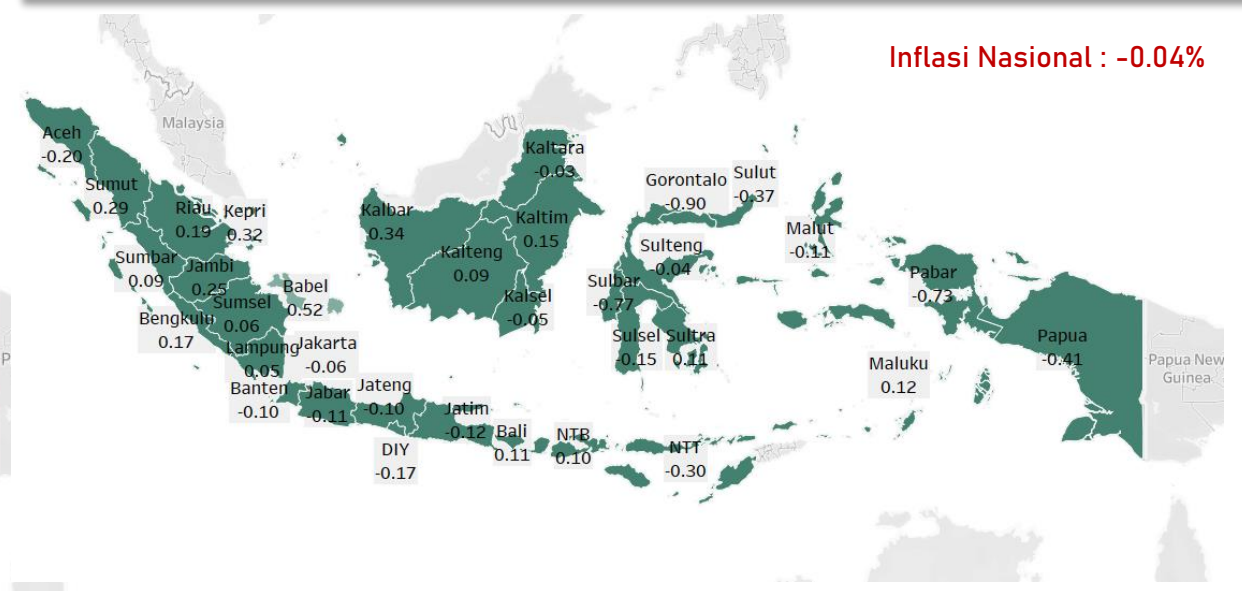 Inflasi Nasional : -0.04%
Malaysia
Aceh
-0.20
Sumut
0.29
Riau
0.19
Kepri
0.32
Sumbar
0.09
Jambi
0.25
Babel
0.52
Sumsel
0.06
Bengkulu
0.17
Lampung
0.05
Jakarta
-0.06
Banten
-0.10
Jabar
-0.11
Jateng
-0.10
DIY
-0.17
Jatim
-0.12
Bali
0.11
NTB
0.10
NTT
-0.30
Kalbar
0.34
Kalteng
0.09
Kaltara
-0.03
Kaltim
0.15
Kalsel
-0.05
Gorontalo
-0.90
Sulut
-0.37
Sulteng
-0.04
Sulbar
-0.77
Sulsel
-0.15
Sultra
0.11
Malut
-0.11
Maluku
0.12
Pabar
-0.73
Papua
-0.41
Papua New
Guinea
P